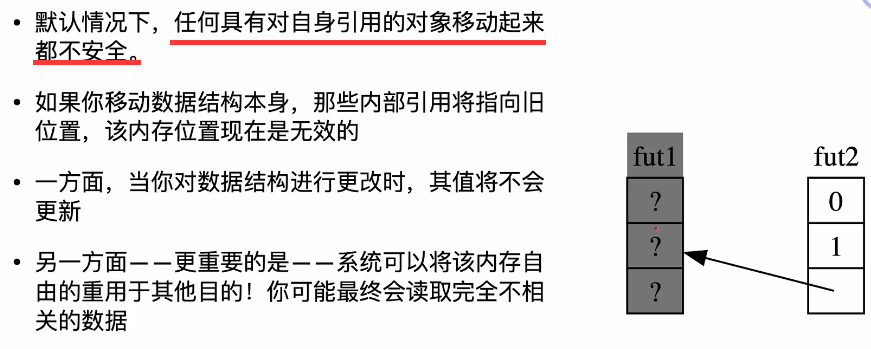 • 默认情况下，任何具有对自身引用的对象移动起来
都不安全。
• 如果你移动数据结构本身，那些内部引用将指向旧
位置，该内存位置现在是无效的
• 一方面，当你对数据结构进行更改时，其值将不会
更新
• 另一方面——更重要的是——系统可以将该内存自
由的重用于其他目的！你可能最终会读取完全不相
关的数据
fut1
?
?
?
fut2
0
1